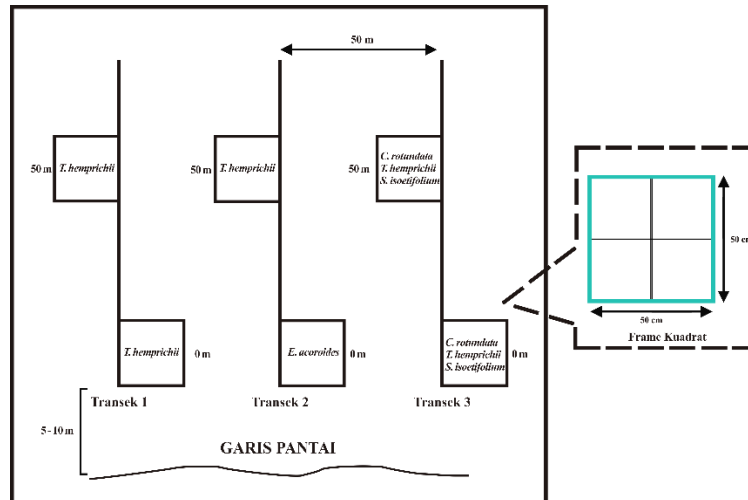 50 m
50 m
T. hemprichii
50 m
T. hemprichii
50 m
C. rotundata
T. hemprichii
S. isoetifolium
50 cm
50 cm
Frame Kuadrat
T. hemprichii
0 m
E. acoroides
0 m
C. rotundata
T. hemprichii
S. isoetifolium
0 m
Transek 1
Transek 2
Transek 3
5 - 10 m
GARIS PANTAI